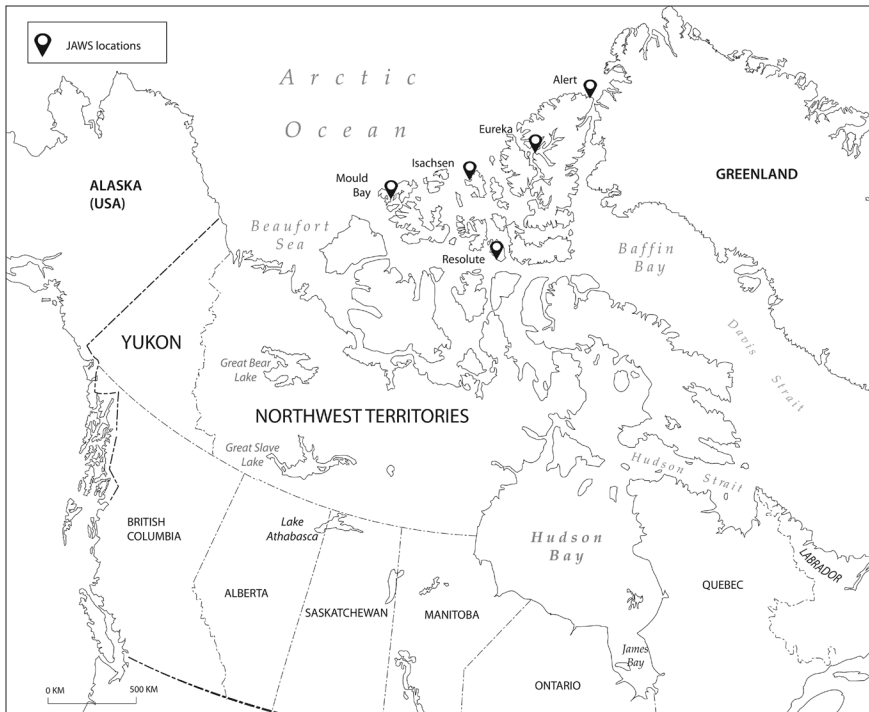 JAWS locations
Arctic
Ocean
Alert
Eureka
Isachsen
Mould
Bay
Resolute
GREENLAND
ALASKA
(USA)
Beaufort
Sea
Baffin
Bay
Davis
Strait
YUKON
Great Bear
Lake
NORTHWEST TERRITORIES
Great Slave
Lake
Hudson Strait
BRITISH
COLUMBIA
Lake
Athabasca
Hudson
Bay
LABRADOR
ALBERTA
SASKATCHEWAN
MANITOBA
QUEBEC
James
Bay
ONTARIO
0 KM 500 KM